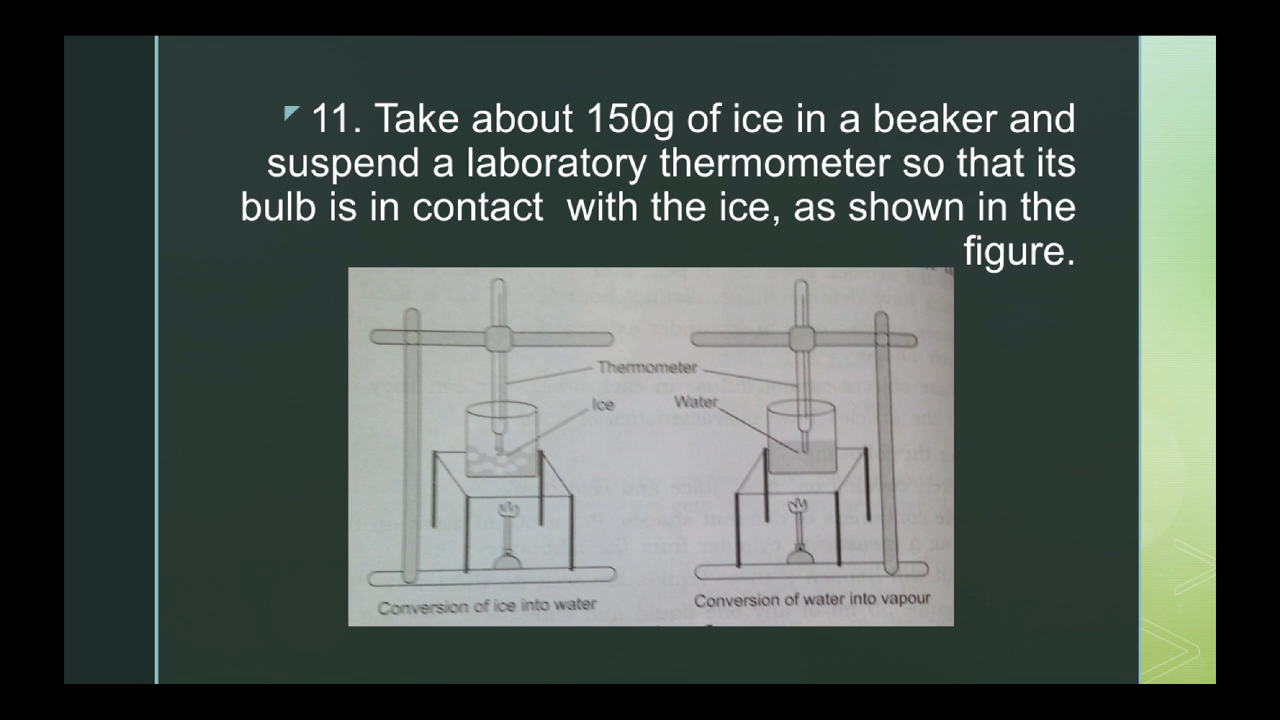 11. Take about 150g of ice in a beaker and
suspend a laboratory thermometer so that its
bulb is in contact with the ice, as shown in the
figure.
Thermometer
Ice
Water
Conversion of ice into water
Conversion of water into vapour